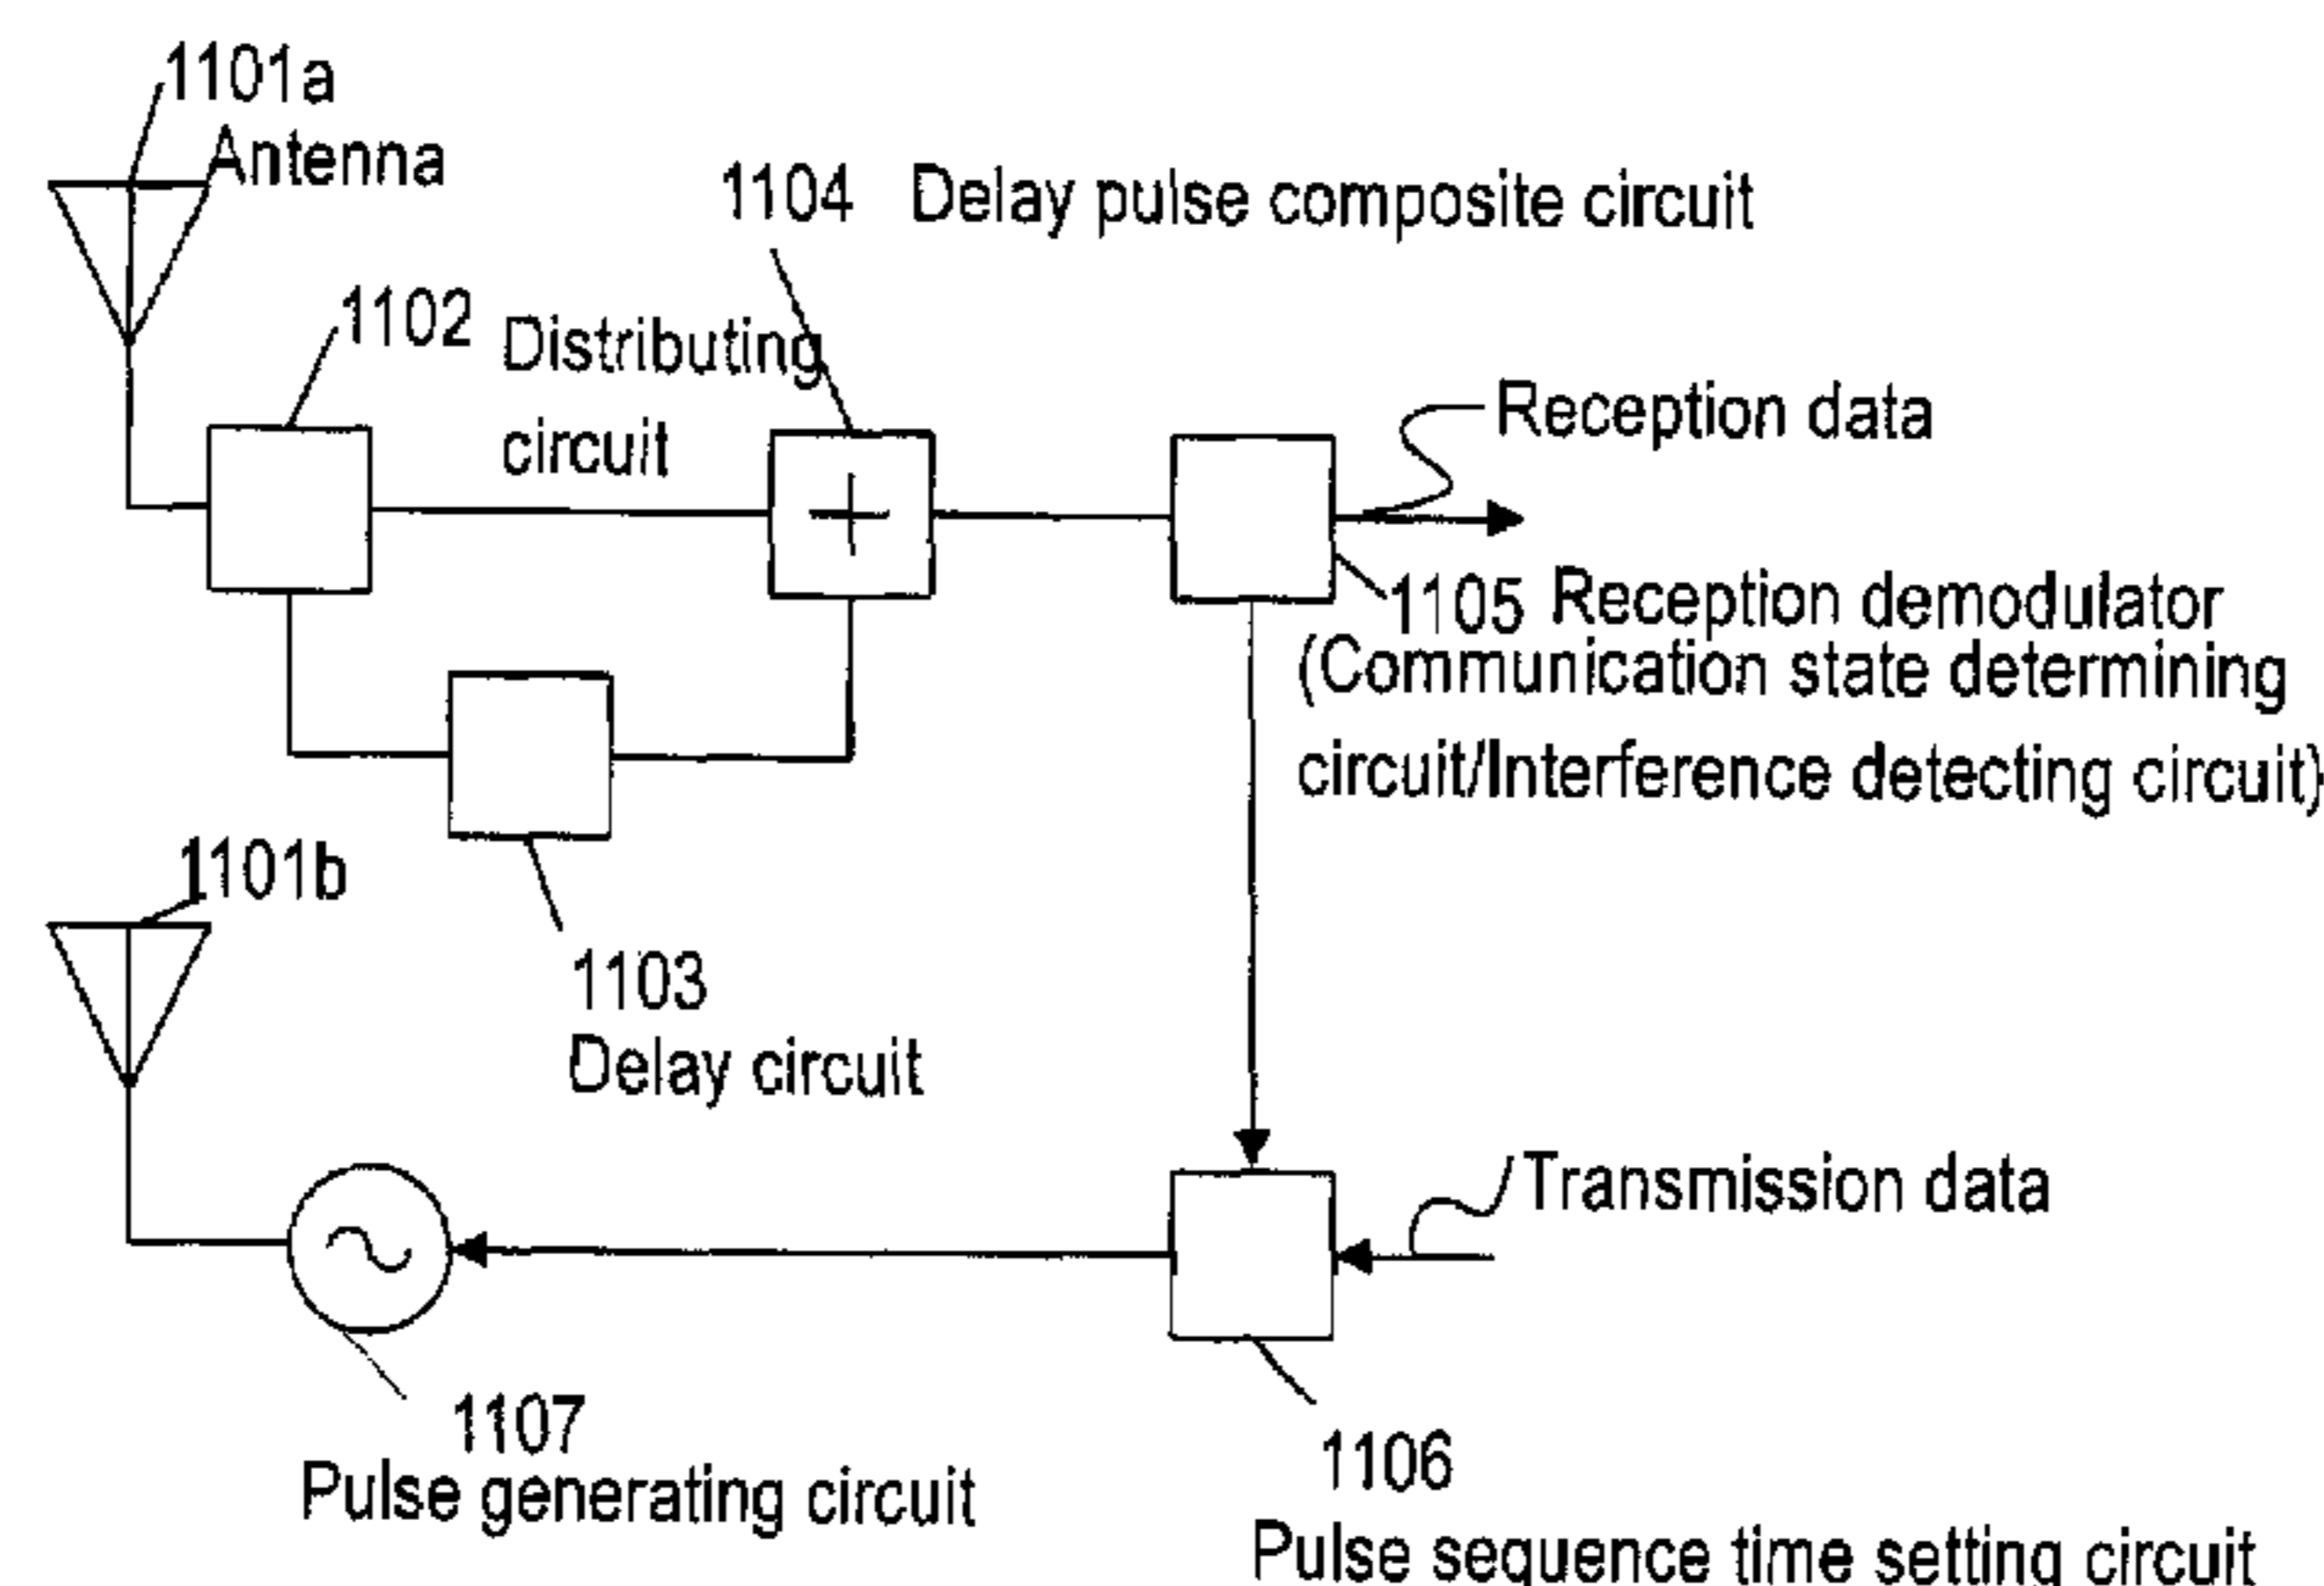 1101a
Antenna
1104 Delay pulse composite circuit
1102
Distributing
circuit
Reception data
1105 Reception demodulator
(Communication state determining
circuit/Interference detecting circuit)
1101b
1103
Delay circuit
Transmission data
1107
Pulse generating circuit
1106
Pulse sequence time setting circuit